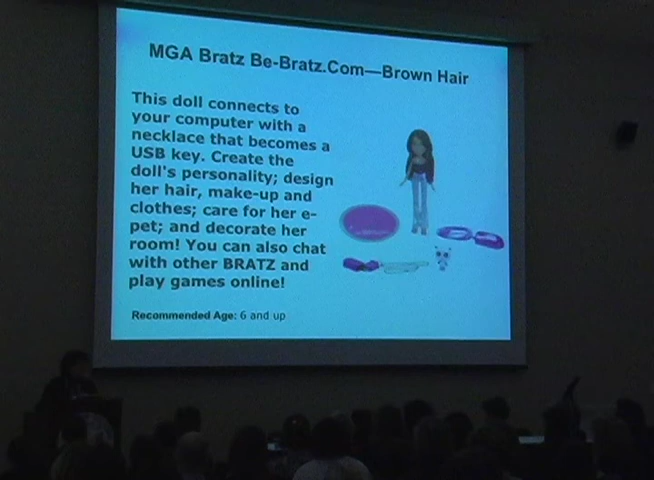 MGA Bratz Be-Bratz.Com—Brown Hair
This doll connects to
your computer with a
necklace that becomes a
USB key. Create the
doll's personality; design
her hair, make-up and
clothes; care for her e-
pet; and decorate her
room! You can also chat
with other BRATZ and
play games online!
Recommended Age: 6 and up